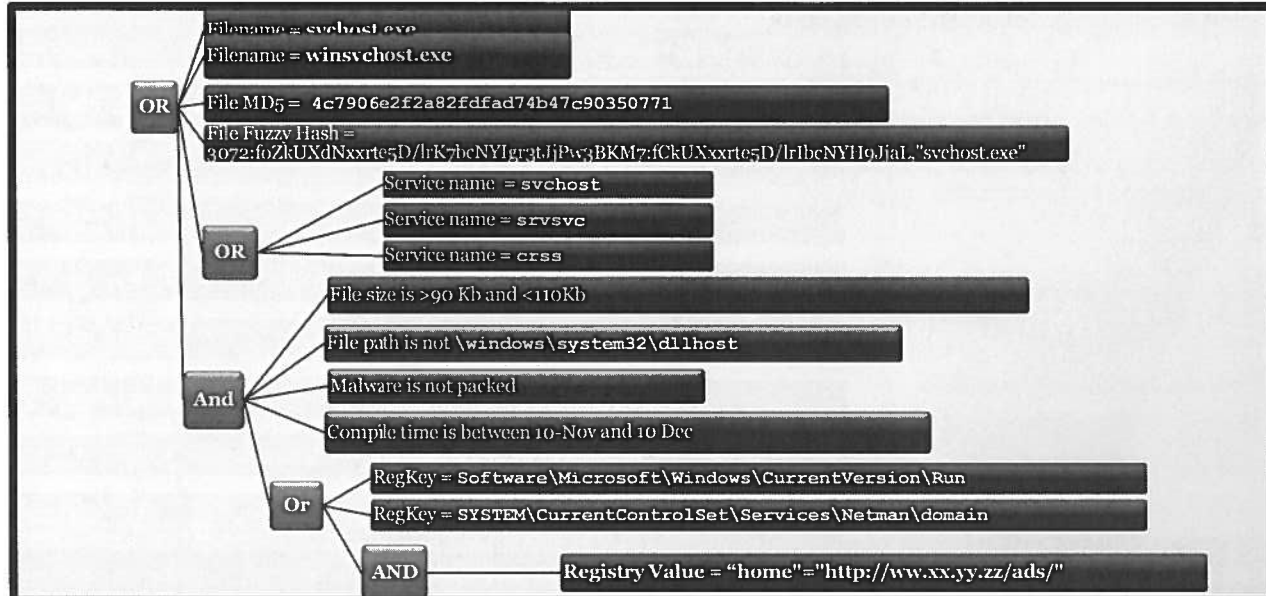 Filename = svchost.exe
Filename = winsvchost.exe
OR
File MD5 = 4c7906e2f2a82fdfad74b47c90350771
File Fuzzy Hash =
3072:foZkUXdNxxrte5D/lrK7bcNYIgr3tJjPw3BKM7:fCkUXxxrte5D/lrIbcNYH9JjaL,"svchost.exe"
Service name = svchost
Service name = srvsvc
OR
Service name = crss
File size is >90 Kb and <110Kb
File path is not \windows\system32\dllhost
Malware is not packed
And
Compile time is between 10-Nov and 10 Dec
RegKey = Software\Microsoft\Windows\CurrentVersion\Run
Or
RegKey = SYSTEM\CurrentControlSet\Services\Netman\domain
AND
Registry Value = “home"="http://ww.xx.yy.zz/ads/"